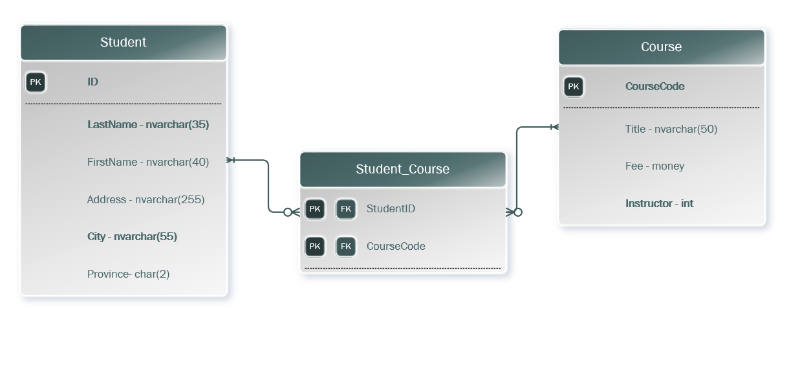 Student
PK ID
LastName - nvarchar(35)
FirstName - nvarchar(40)
Address - nvarchar(255)
City - nvarchar(55)
Province- char(2)
Student_Course
PK FK StudentID
PK FK CourseCode
Course
PK CourseCode
Title - nvarchar(50)
Fee - money
Instructor - int